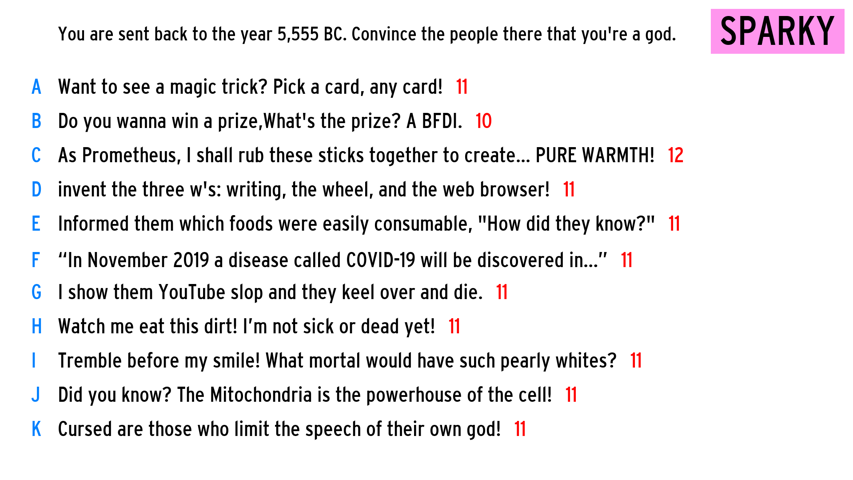 You are sent back to the year 5,555 BC. Convince the people there that you're a god.
SPARKY
A Want to see a magic trick? Pick a card, any card! 11
B Do you wanna win a prize,What's the prize? A BFDI. 10
C As Prometheus, I shall rub these sticks together to create... PURE WARMTH! 12
D invent the three w's: writing, the wheel, and the web browser! 11
E Informed them which foods were easily consumable, "How did they know?" 11
F “In November 2019 a disease called COVID-19 will be discovered in...” 11
G I show them YouTube slop and they keel over and die. 11
H Watch me eat this dirt! I’m not sick or dead yet! 11
I Tremble before my smile! What mortal would have such pearly whites? 11
J Did you know? The Mitochondria is the powerhouse of the cell! 11
K Cursed are those who limit the speech of their own god! 11